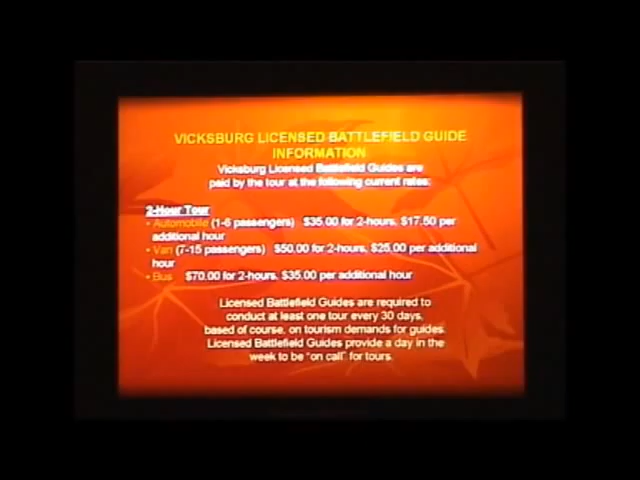 VICKSBURG LICENSED BATTLEFIELD GUIDE
INFORMATION
Vicksburg Licensed Battlefield Guides are
paid by the tour at the following current rates:
2-Hour Tour
• Automobile (1-6 passengers) $35.00 for 2-hours, $17.50 per
additional hour
• Van (7-15 passengers) $50.00 for 2-hours, $25.00 per additional
hour
• Bus $70.00 for 2-hours, $35.00 per additional hour
Licensed Battlefield Guides are required to
conduct at least one tour every 30 days,
based of course, on tourism demands for guides.
Licensed Battlefield Guides provide a day in the
week to be "on call" for tours.